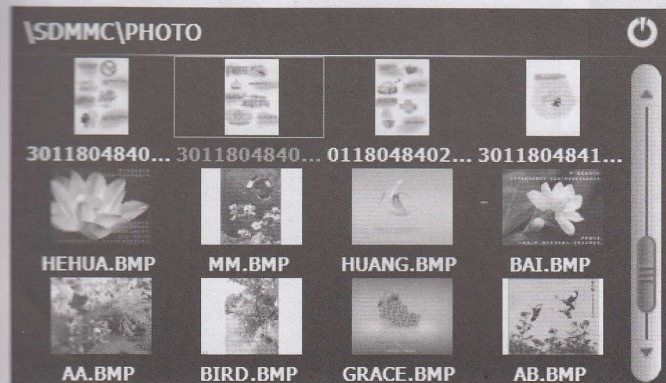 \SDMMC\PHOTO
3011804840... 3011804840... 0118048402... 3011804841...
HEHUA.BMP MM.BMP HUANG.BMP BAI.BMP
AA.BMP BIRD.BMP GRACE.BMP AB.BMP